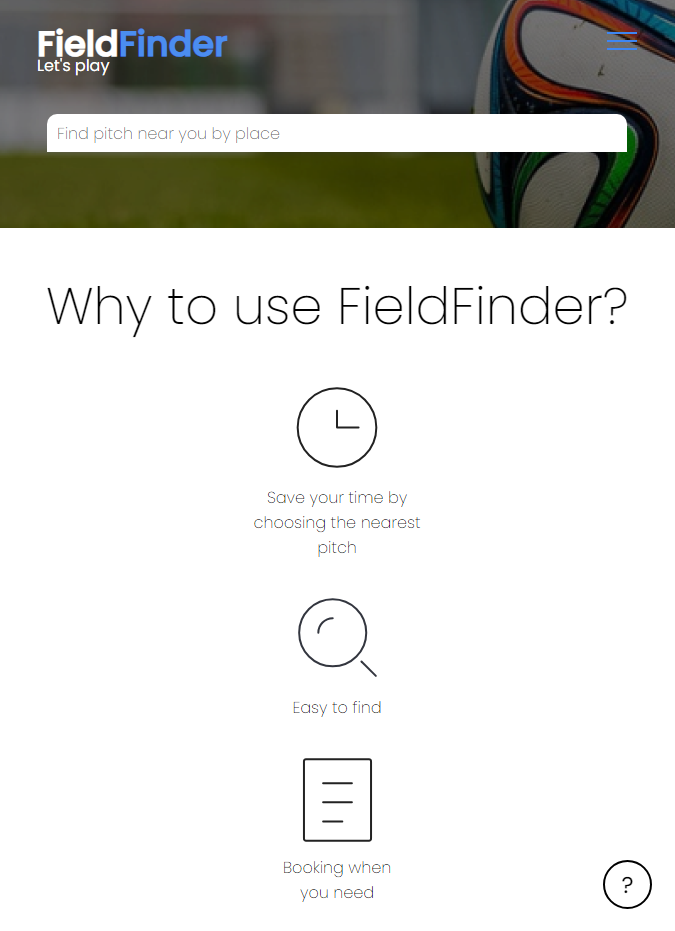 FieldFinder
Let's play
Find pitch near you by place
Why to use FieldFinder?
Save your time by
choosing the nearest
pitch
Easy to find
Booking when
you need
?